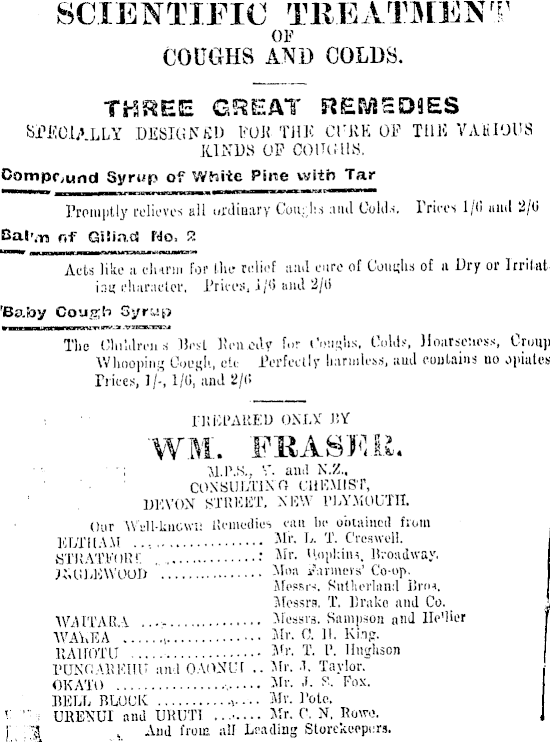 SCIENTIFIC TREATMENT
OF
COUGHS AND COLDS.
THREE GREAT REMEDIES
SPECIALLY DESIGNED FOR THE CURE OF THE VARIOUS
KINDS OF COUGHS.
Compound Syrup of White Pine with Tar
Promptly relieves all ordinary Coughs and Colds. Prices 1/6 and 2/6
Balm of Giliad No. 2
Acts like a charm for the relief and cure of Coughs of a Dry or Irritat-
ing character. Prices, 1/6 and 2/6
Baby Cough Syrup
The Children's Best Remedy for Coughs, Colds, Hoarseness, Croup
Whooping Cough, etc Perfectly harmless, and contains no opiates
Prices, 1/-, 1/6, and 2/6
PREPARED ONLY BY
WM. FRASER.
M.P.S., V. and N.Z.,
CONSULTING CHEMIST,
DEVON STREET, NEW PLYMOUTH.
Our Well-known Remedies can be obtained from
ELTHAM .................. Mr. L. T. Creswell.
STRATFORD ............... Mr. Hopkins, Broadway.
INGLEWOOD ............... Moa Farmers' Co-op.
Messrs. Sutherland Bros.
Messrs. T. Drake and Co.
WAITARA ................. Messrs. Sampson and Hellier
WAREA ................... Mr. C. H. King.
RAHOTU .................. Mr. T. P. Hughson
PUNGAREHU and OAONUI .. Mr. J. Taylor.
OKATO ................... Mr. J. S. Fox.
BELL BLOCK .............. Mr. Pote.
URENUI and URUTI ....... Mr. C. N. Rowe.
And from all Leading Storekeepers.